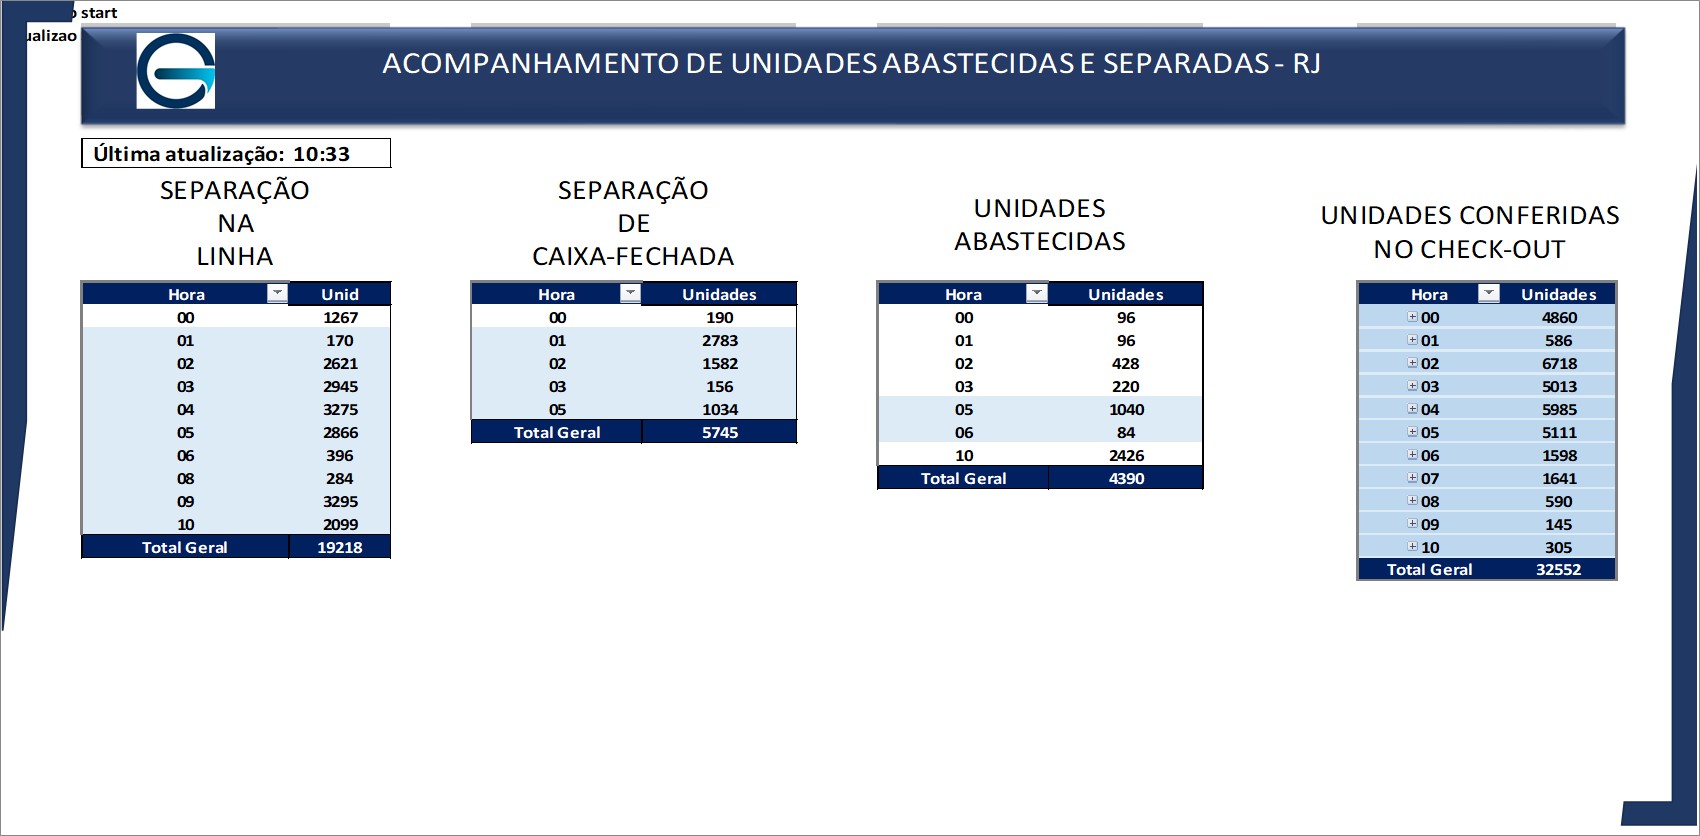 start
ACOMPANHAMENTO DE UNIDADES ABASTECIDAS E SEPARADAS - RJ
Última atualização: 10:33
SEPARAÇÃO
NA
LINHA
Hora Unid
00 1267
01 170
02 2621
03 2945
04 3275
05 2866
06 396
08 284
09 3295
10 2099
Total Geral 19218
SEPARAÇÃO
DE
CAIXA-FECHADA
Hora Unidades
00 190
01 2783
02 1582
03 156
05 1034
Total Geral 5745
UNIDADES
ABASTECIDAS
Hora Unidades
00 96
01 96
02 428
03 220
05 1040
06 84
10 2426
Total Geral 4390
UNIDADES CONFERIDAS
NO CHECK-OUT
Hora Unidades
00 4860
01 586
02 6718
03 5013
04 5985
05 5111
06 1598
07 1641
08 590
09 145
10 305
Total Geral 32552